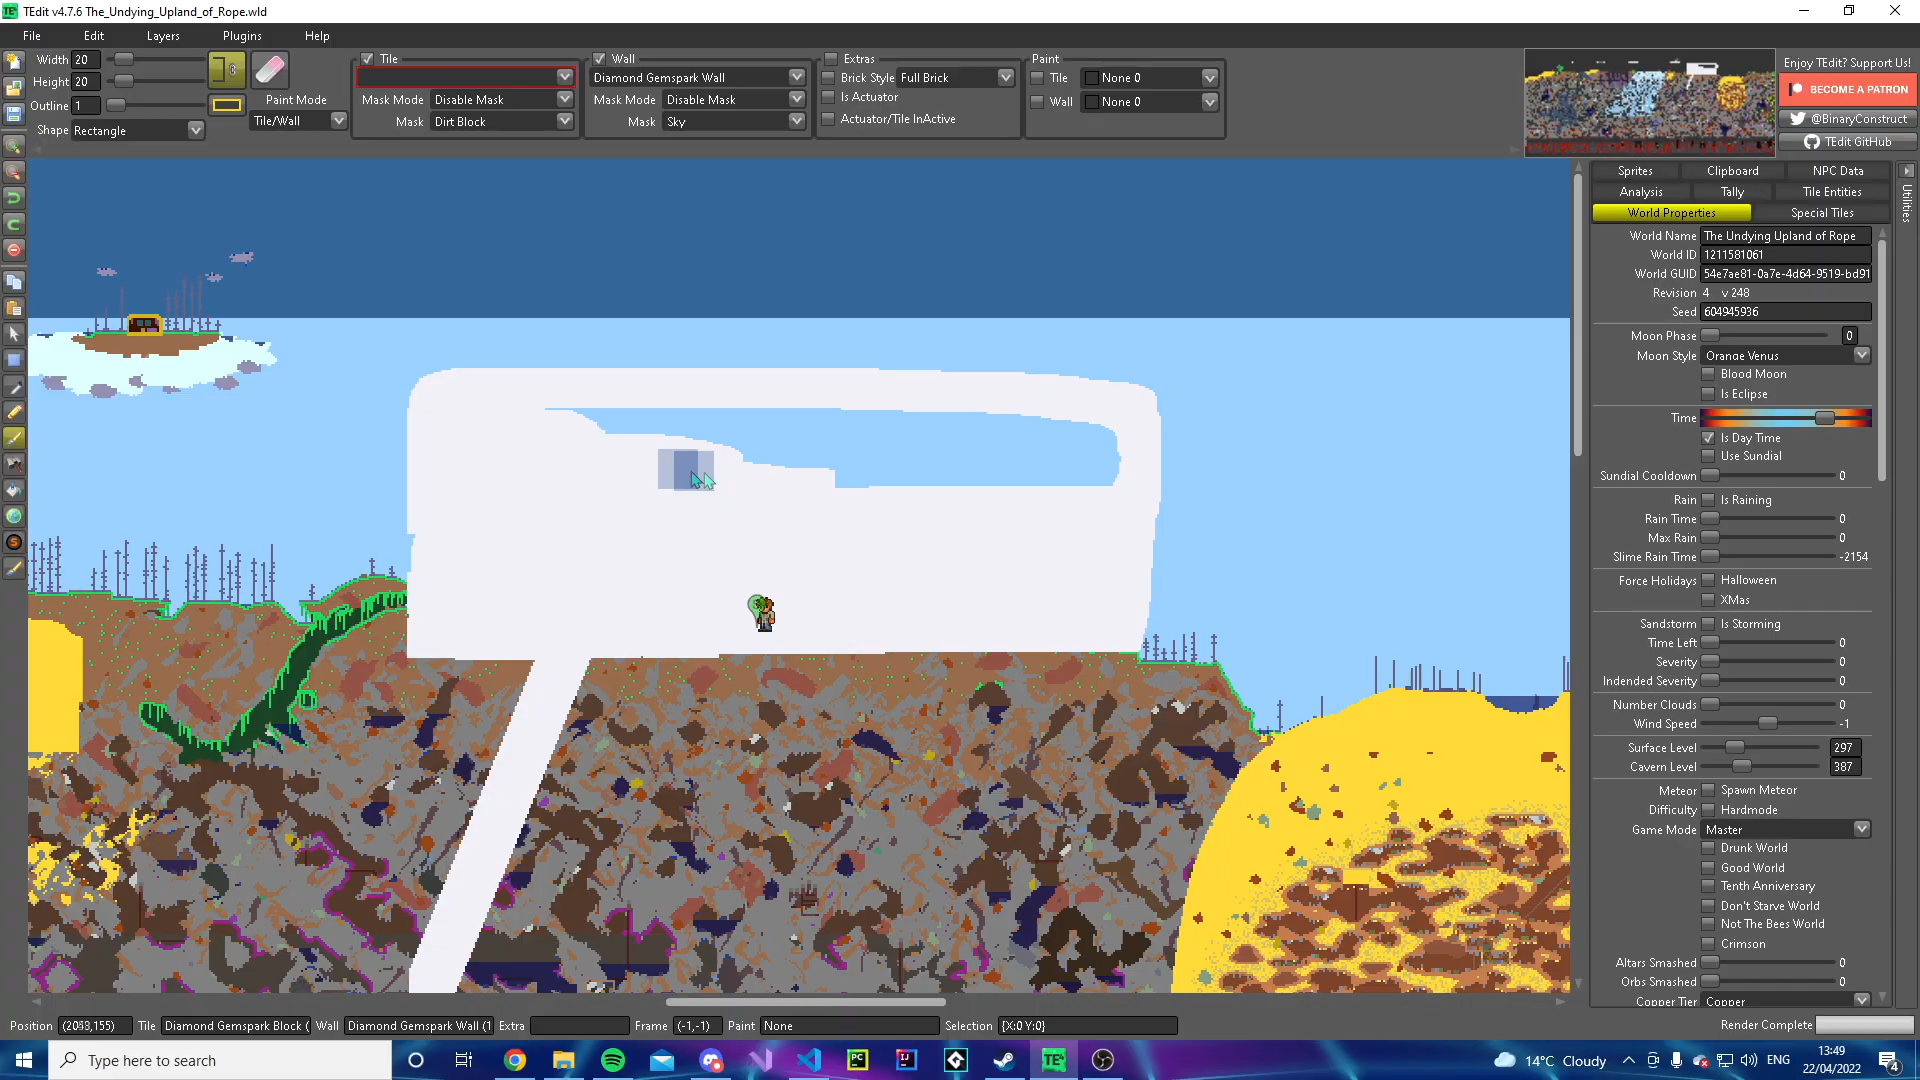 TEdit v4.7.6 The_Undying_Upland_of_Rope.wld
File Edit Layers Plugins Help
Width 20
Height 20
Outline 1
Shape Rectangle
Paint Mode
Tile/Wall
Tile
Mask Mode Disable Mask
Mask Dirt Block
Wall
Diamond Gemspark Wall
Mask Mode Disable Mask
Mask Sky
Extras
Brick Style Full Brick
Is Actuator
Actuator/Tile InActive
Paint
Tile None 0
Wall None 0
Enjoy TEdit? Support Us!
BECOME A PATRON
@BinaryConstruct
TEdit GitHub
Sprites Clipboard NPC Data
Analysis Tally Tile Entities
World Properties Special Tiles
Utilities
World Name The Undying Upland of Rope
World ID 1211581061
World GUID 54e7ae81-0a7e-4d64-9519-bd91
Revision 4 v 248
Seed 604945936
Moon Phase 0
Moon Style Orange Venus
Blood Moon
Is Eclipse
Time
Is Day Time
Use Sundial
Sundial Cooldown 0
Rain Is Raining
Rain Time 0
Max Rain 0
Slime Rain Time -2154
Force Holidays Halloween
XMas
Sandstorm Is Storming
Time Left 0
Severity 0
Indended Severity 0
Number Clouds 0
Wind Speed -1
Surface Level 297
Cavern Level 387
Meteor Spawn Meteor
Difficulty Hardmode
Game Mode Master
Drunk World
Good World
Tenth Anniversary
Don't Starve World
Not The Bees World
Crimson
Altars Smashed 0
Orbs Smashed 0
Copper Tier Copper
Position Tile Diamond Gemspark Block ( Wall Diamond Gemspark Wall (1 Extra Frame (-1,-1) Paint None Selection {X:0 Y:0}
Render Complete
Type here to search
14°C Cloudy
ENG
13:49
22/04/2022
4